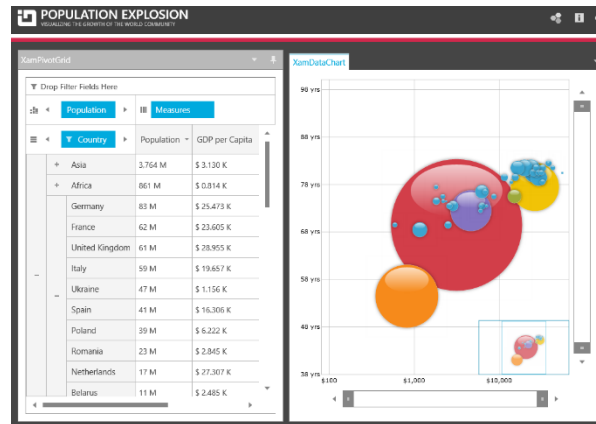 POPULATION EXPLOSION
VISUALIZING THE GROWTH OF THE WORLD COMMUNITY
XamPivotGrid
Drop Filter Fields Here
Population Measures
Country Population GDP per Capita
Asia 3,764 M $ 3.130 K
Africa 861 M $ 0.814 K
Germany 83 M $ 25.473 K
France 62 M $ 23.605 K
United Kingdom 61 M $ 28.955 K
Italy 59 M $ 19.657 K
Ukraine 47 M $ 1.156 K
Spain 41 M $ 16.306 K
Poland 39 M $ 6.222 K
Romania 23 M $ 2.845 K
Netherlands 17 M $ 27.307 K
Belarus 11 M $ 2.485 K
XamDataChart
90 yrs
88 yrs
78 yrs
68 yrs
58 yrs
40 yrs
38 yrs
$100 $1,000 $10,000